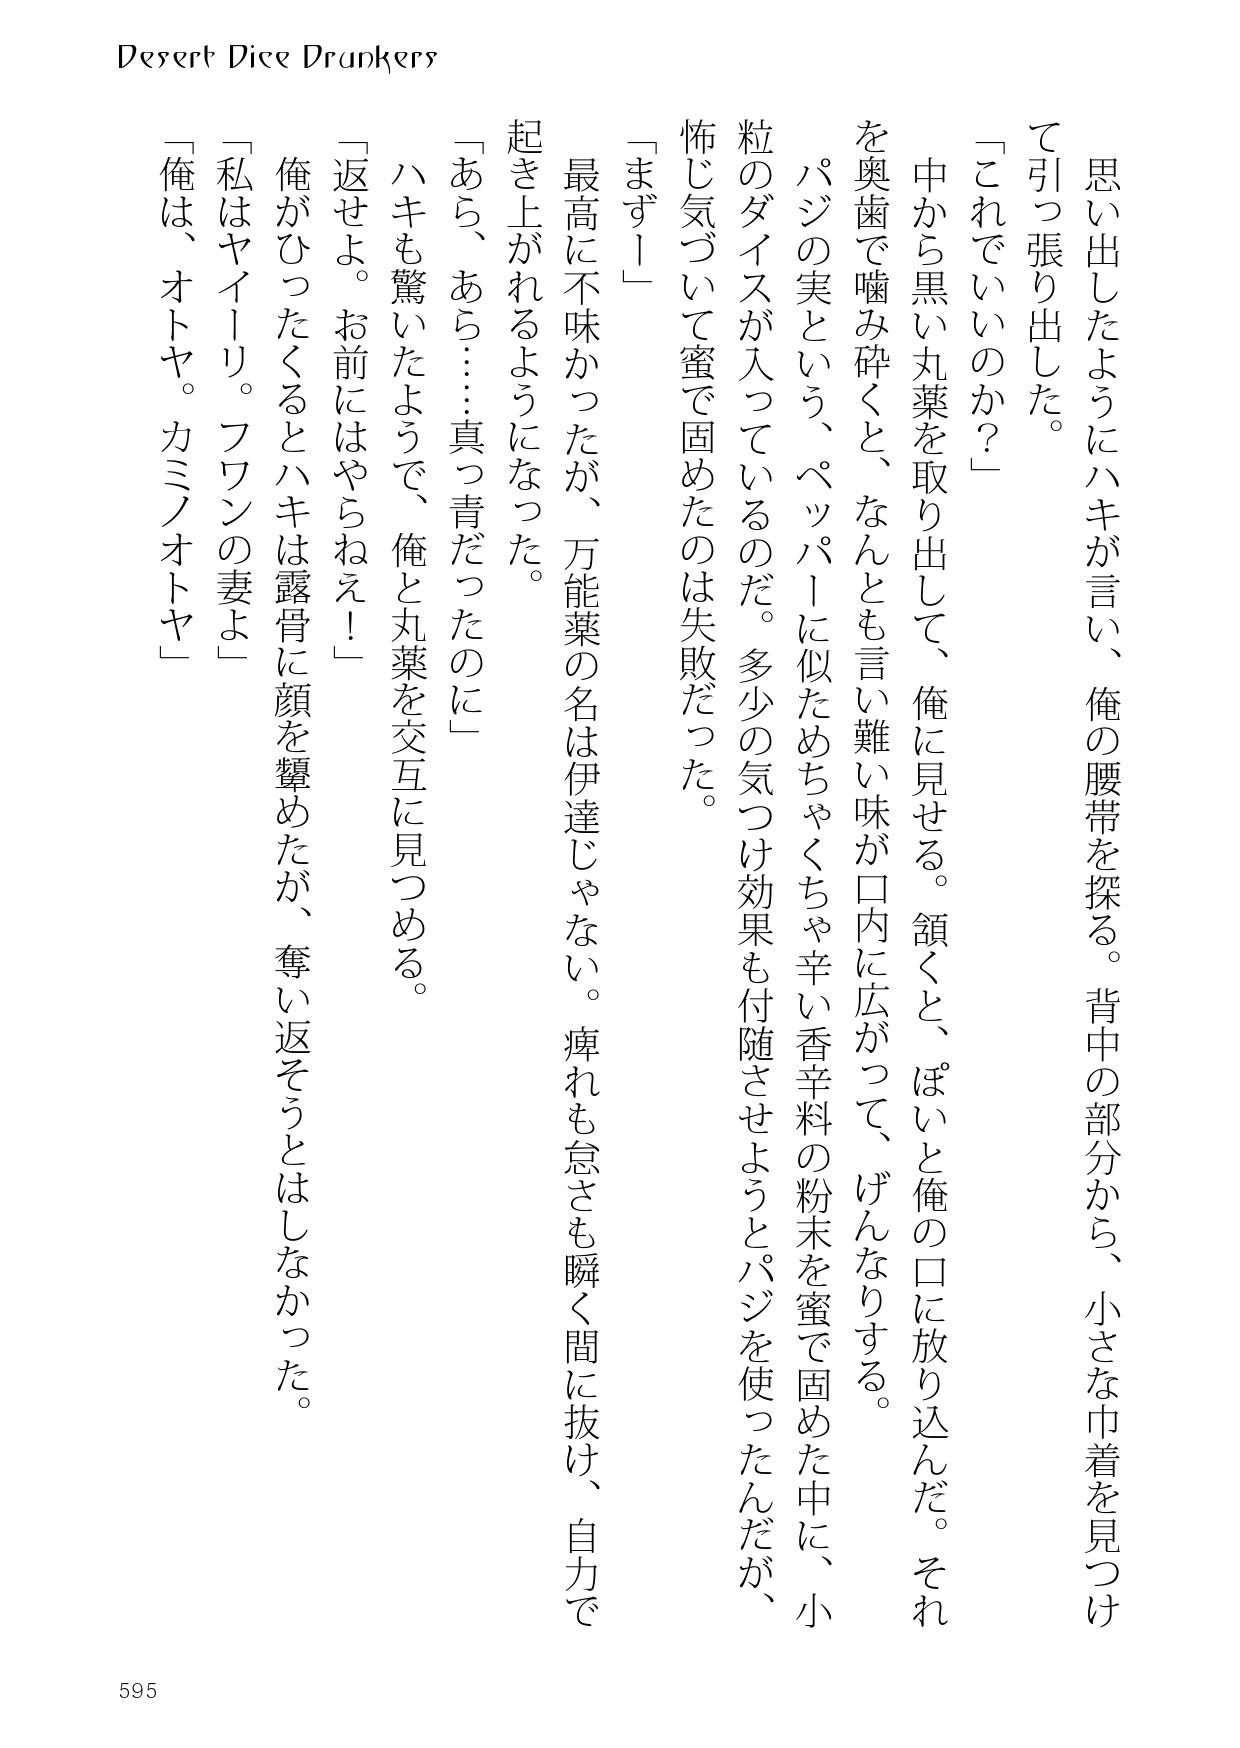 Desert Dice Drunkers
思い出したようにハキが言い、俺の腰帯を探る。背中の部分から、小さな巾着を見つけ
て引っ張り出した。
「これでいいのか？」
中から黒い丸薬を取り出して、俺に見せる。頷くと、ぽいと俺の口に放り込んだ。それ
を奥歯で噛み砕くと、なんとも言い難い味が口内に広がって、げんなりする。
パジの実という、ペッパーに似ためちゃくちゃ辛い香辛料の粉末を蜜で固めた中に、小
粒のダイスが入っているのだ。多少の気つけ効果も付随させようとパジを使ったんだが、
怖じ気づいて蜜で固めたのは失敗だった。
「まずー」
最高に不味かったが、万能薬の名は伊達じゃない。痺れも怠さも瞬く間に抜け、自力で
起き上がれるようになった。
「あら、あら……真っ青だったのに」
ハキも驚いたようで、俺と丸薬を交互に見つめる。
「返せよ。お前にはやらねえ！」
俺がひったくるとハキは露骨に顔を顰めたが、奪い返そうとはしなかった。
「私はヤイーリ。フワンの妻よ」
「俺は、オトヤ。カミノオトヤ」
595